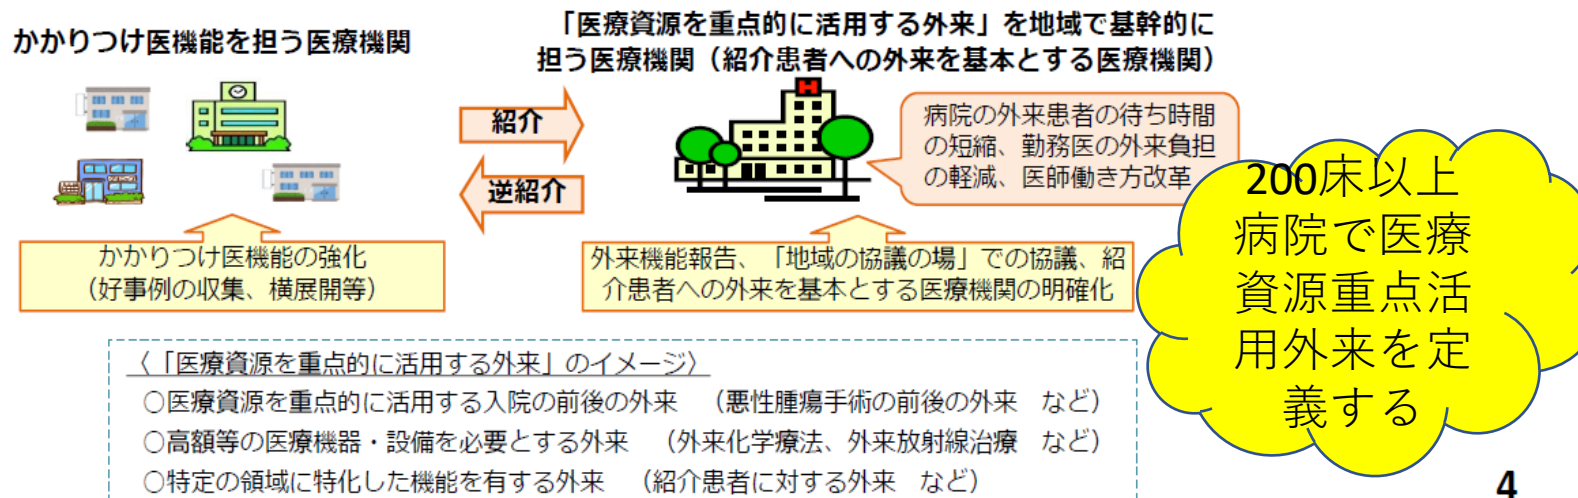 かかりつけ医機能を担う医療機関
「医療資源を重点的に活用する外来」を地域で基幹的に
担う医療機関（紹介患者への外来を基本とする医療機関）
H
紹介
逆紹介
病院の外来患者の待ち時間
の短縮、勤務医の外来負担
の軽減、医師働き方改革
かかりつけ医機能の強化
（好事例の収集、横展開等）
外来機能報告、「地域の協議の場」での協議、紹
介患者への外来を基本とする医療機関の明確化
200床以上
病院で医療
資源重点活
用外来を定
義する
〈「医療資源を重点的に活用する外来」のイメージ〉
○医療資源を重点的に活用する入院の前後の外来　（悪性腫瘍手術の前後の外来　など）
○高額等の医療機器・設備を必要とする外来　（外来化学療法、外来放射線治療　など）
○特定の領域に特化した機能を有する外来　（紹介患者に対する外来　など）
4